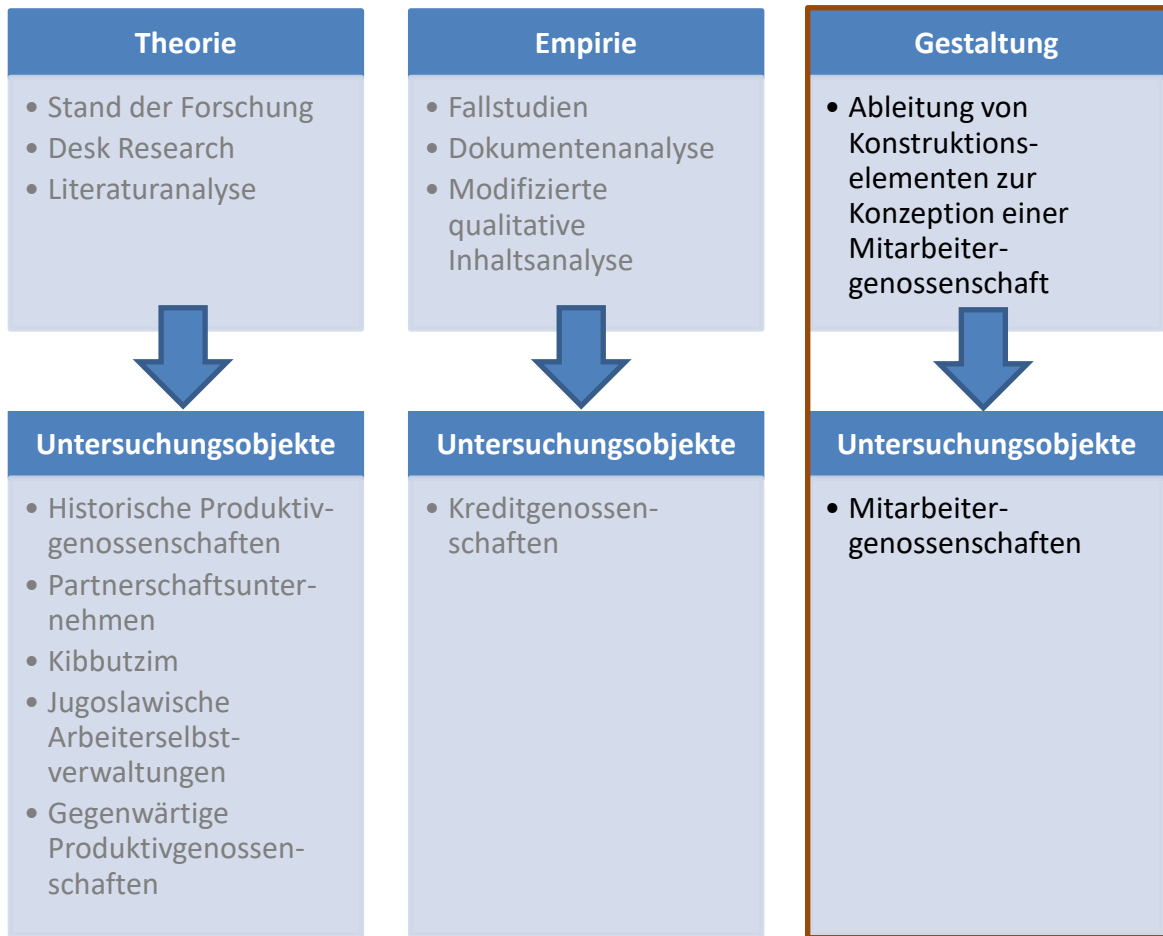 Theorie
• Stand der Forschung
• Desk Research
• Literaturanalyse
Untersuchungsobjekte
• Historische Produktiv-
genossenschaften
• Partnerschaftsunter-
nehmen
• Kibbutzim
• Jugoslawische
Arbeiterselbst-
verwaltungen
• Gegenwärtige
Produktivgenossen-
schaften
Empirie
• Fallstudien
• Dokumentenanalyse
• Modifizierte
qualitative
Inhaltsanalyse
Untersuchungsobjekte
• Kreditgenossen-
schaften
Gestaltung
• Ableitung von
Konstruktions-
elementen zur
Konzeption einer
Mitarbeiter-
genossenschaft
Untersuchungsobjekte
• Mitarbeiter-
genossenschaften